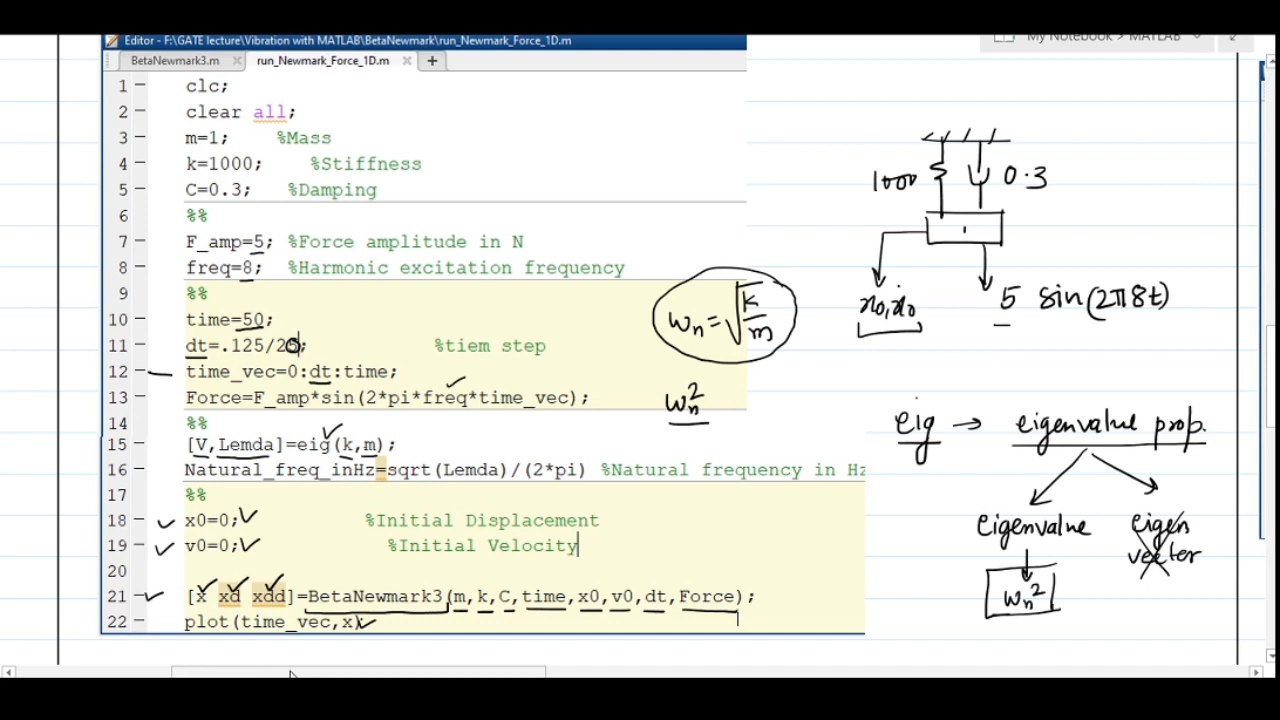 Editor - F:\GATE lecture\Vibration with MATLAB\BetaNewmark\run_Newmark_Force_1D.m
My Notebook > MATLAB
BetaNewmark3.m × run_Newmark_Force_1D.m × +
1 clc;
2 clear all;
3 m=1; %Mass
4 k=1000; %Stiffness
5 C=0.3; %Damping
6 %%
7 F_amp=5; %Force amplitude in N
8 freq=8; %Harmonic excitation frequency
9 %%
10 time=50;
11 dt=.125/20; %tiem step
12 time_vec=0:dt:time;
13 Force=F_amp*sin(2*pi*freq*time_vec);
14 %%
15 [V,Lemda]=eig(k,m);
16 Natural_freq_inHz=sqrt(Lemda)/(2*pi) %Natural frequency in Hz
17 %%
18 x0=0; %Initial Displacement
19 v0=0; %Initial Velocity
20
21 [x xd xdd]=BetaNewmark3(m,k,C,time,x0,v0,dt,Force);
22 plot(time_vec,x)
ωn = √k/m
ωn²
1000 0.3
1
x0, ẋ0 5 sin(2π8t)
eig → eigenvalue prop.
eigenvalue eigen
vector
ωn²